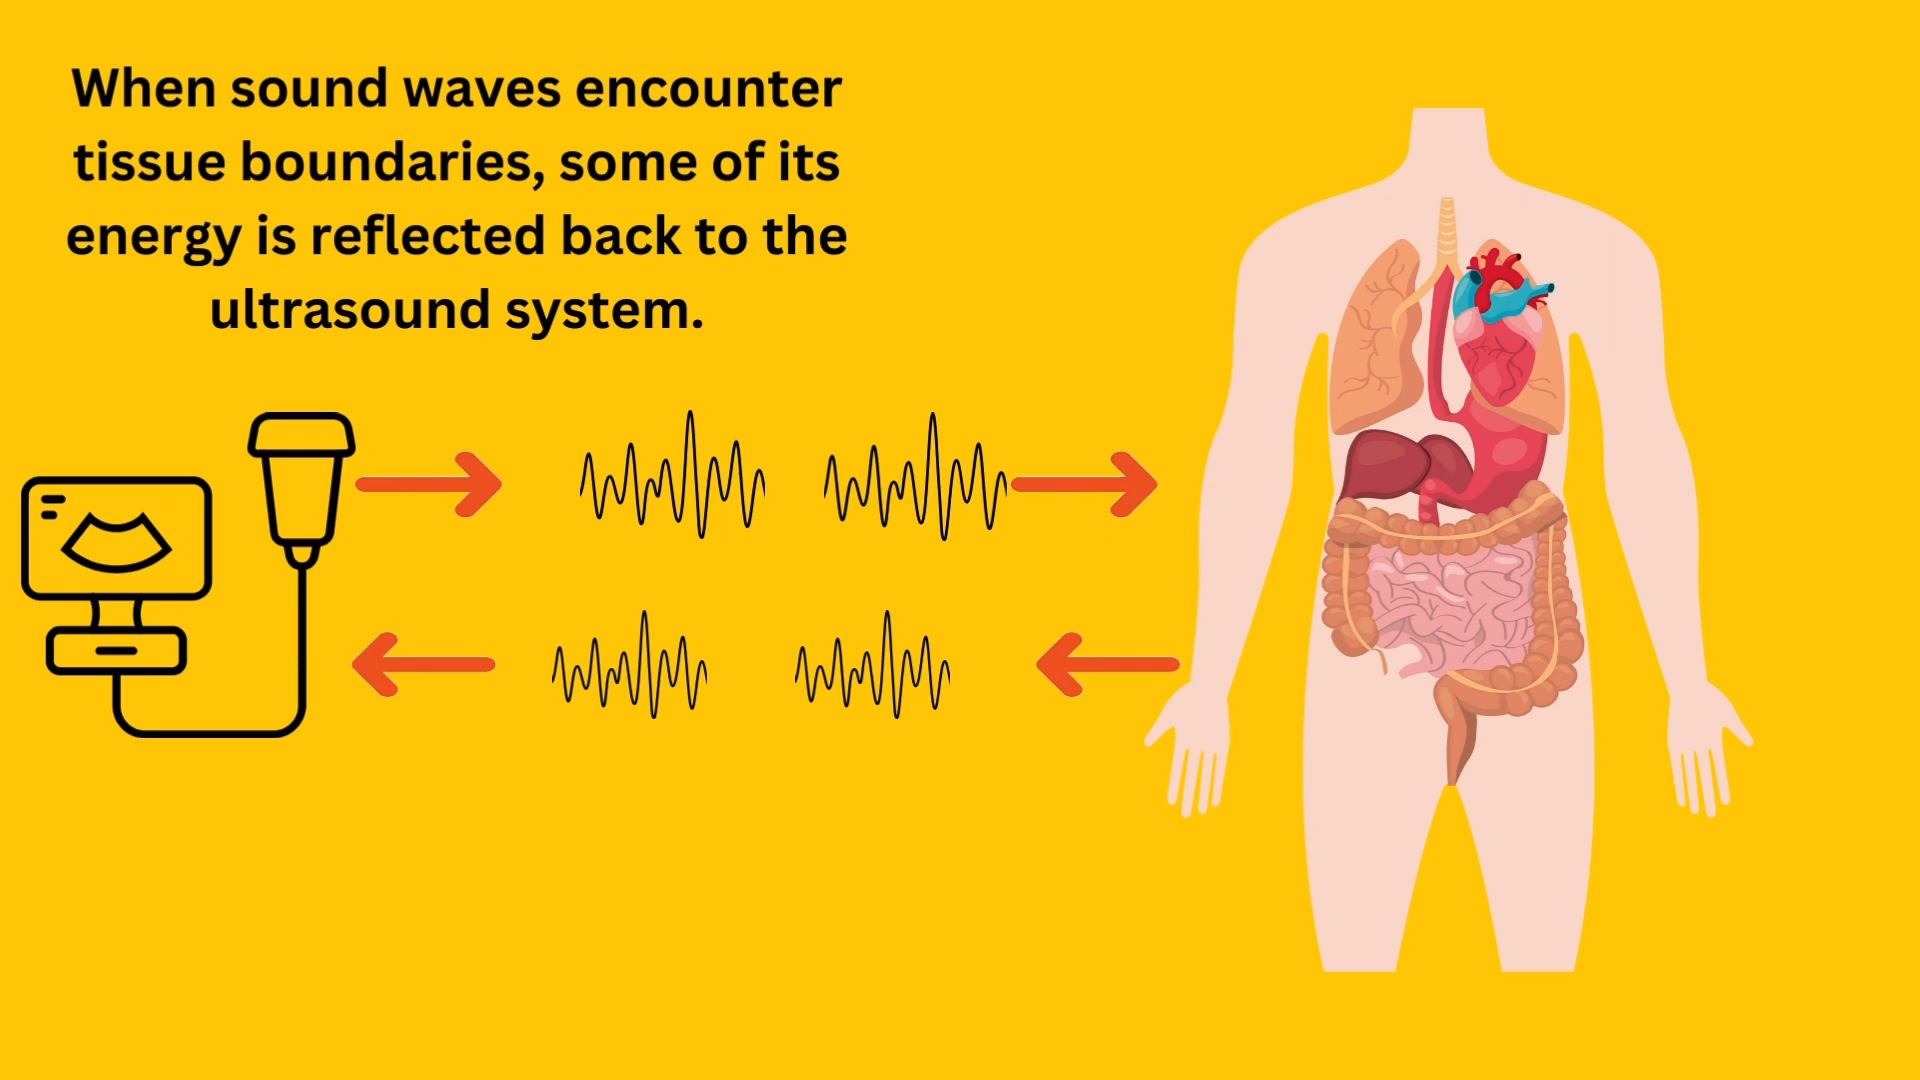 When sound waves encounter
tissue boundaries, some of its
energy is reflected back to the
ultrasound system.